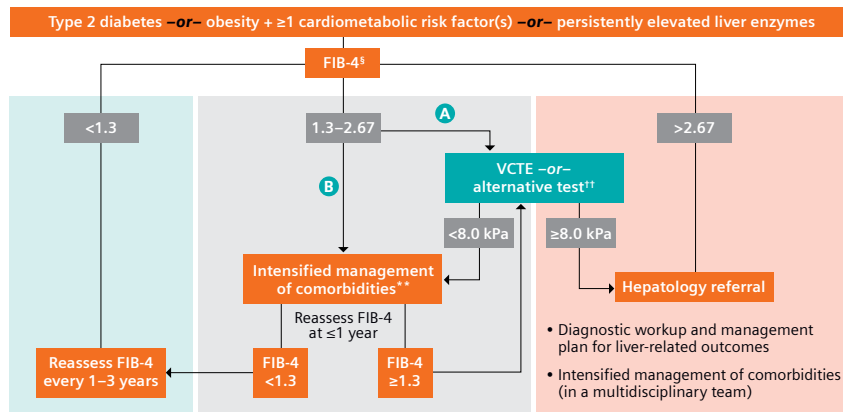 Type 2 diabetes –or– obesity + ≥1 cardiometabolic risk factor(s) –or– persistently elevated liver enzymes
FIB-4§
<1.3
1.3–2.67
A
>2.67
B
VCTE –or–
alternative test††
<8.0 kPa
≥8.0 kPa
Intensified management
of comorbidities**
Hepatology referral
Reassess FIB-4
at ≤1 year
• Diagnostic workup and management
plan for liver-related outcomes
• Intensified management of comorbidities
(in a multidisciplinary team)
Reassess FIB-4
every 1–3 years
FIB-4
<1.3
FIB-4
≥1.3